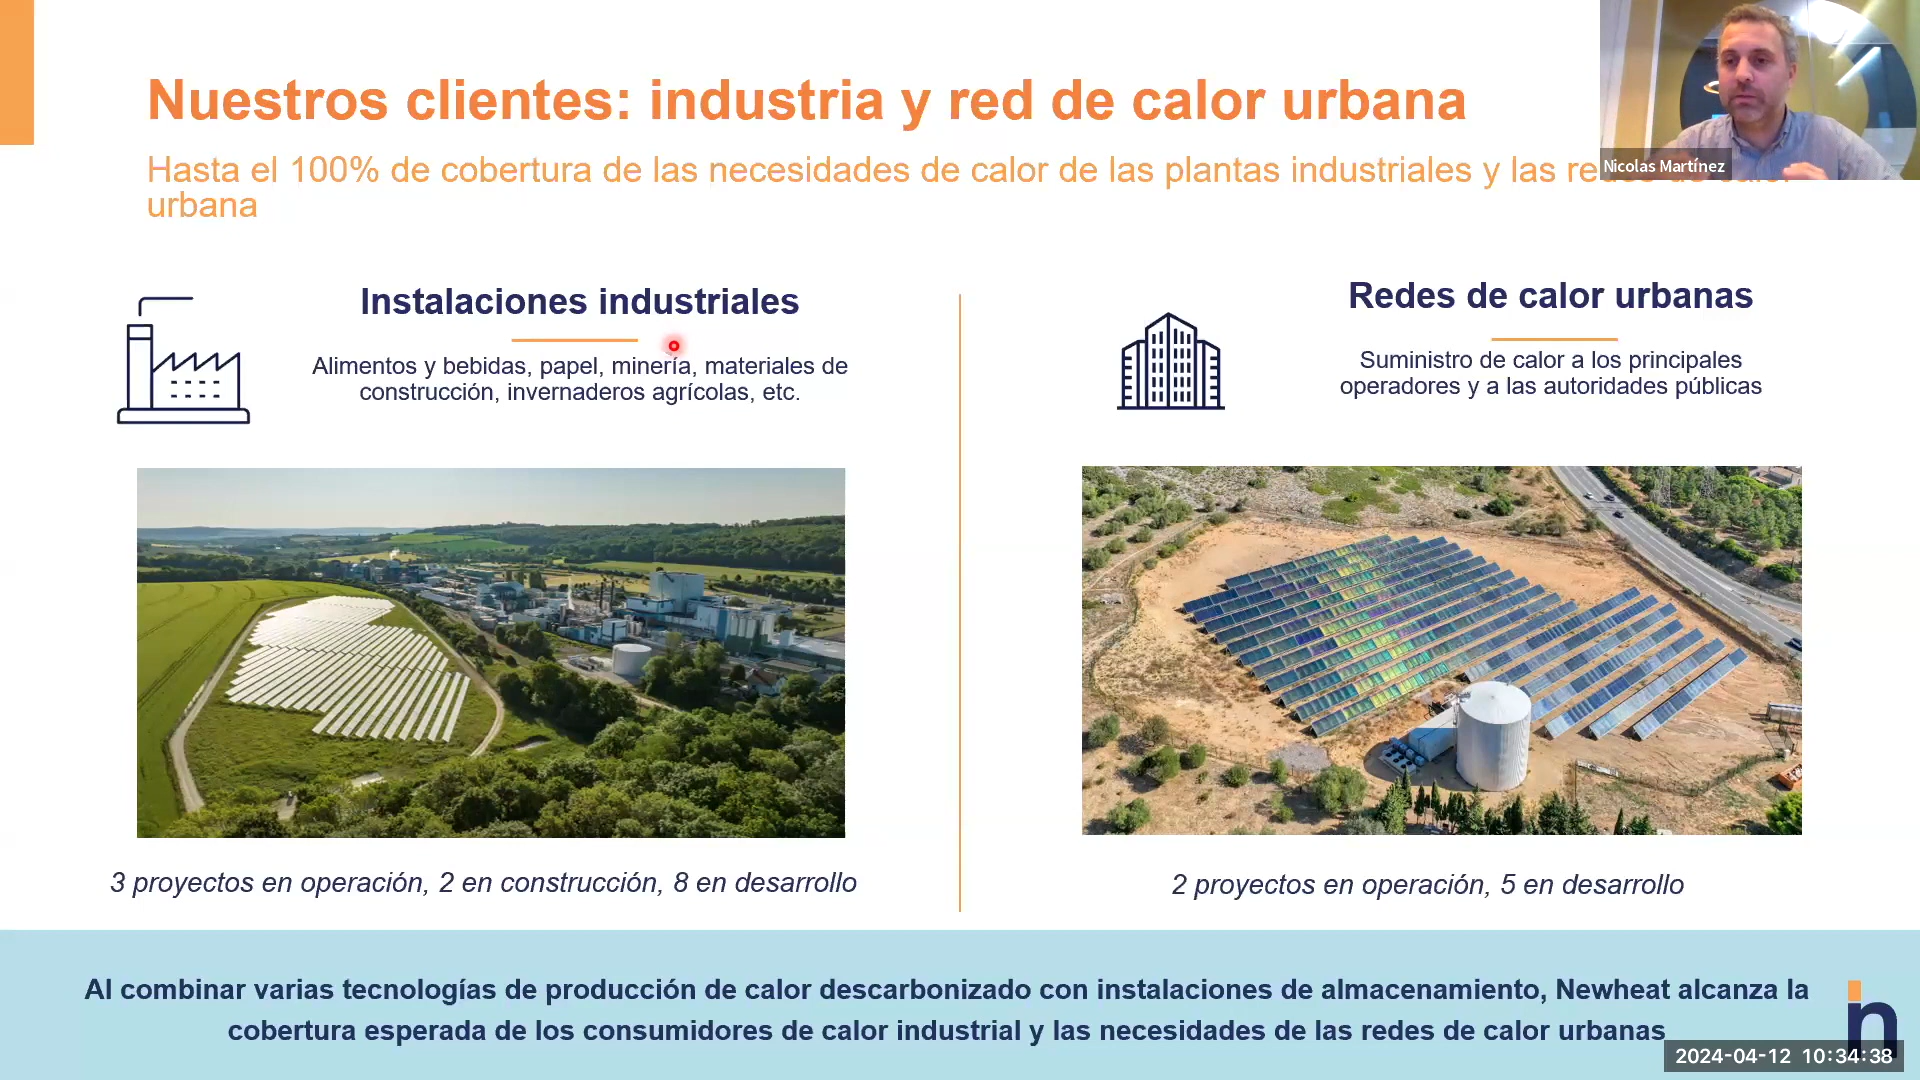 Nuestros clientes: industria y red de calor urbana
Hasta el 100% de cobertura de las necesidades de calor de las plantas industriales y las redes de calor
urbana
Nicolas Martínez
Instalaciones industriales
Alimentos y bebidas, papel, minería, materiales de
construcción, invernaderos agrícolas, etc.
Redes de calor urbanas
Suministro de calor a los principales
operadores y a las autoridades públicas
3 proyectos en operación, 2 en construcción, 8 en desarrollo
2 proyectos en operación, 5 en desarrollo
Al combinar varias tecnologías de producción de calor descarbonizado con instalaciones de almacenamiento, Newheat alcanza la
cobertura esperada de los consumidores de calor industrial y las necesidades de las redes de calor urbanas
2024-04-12 10:34:38